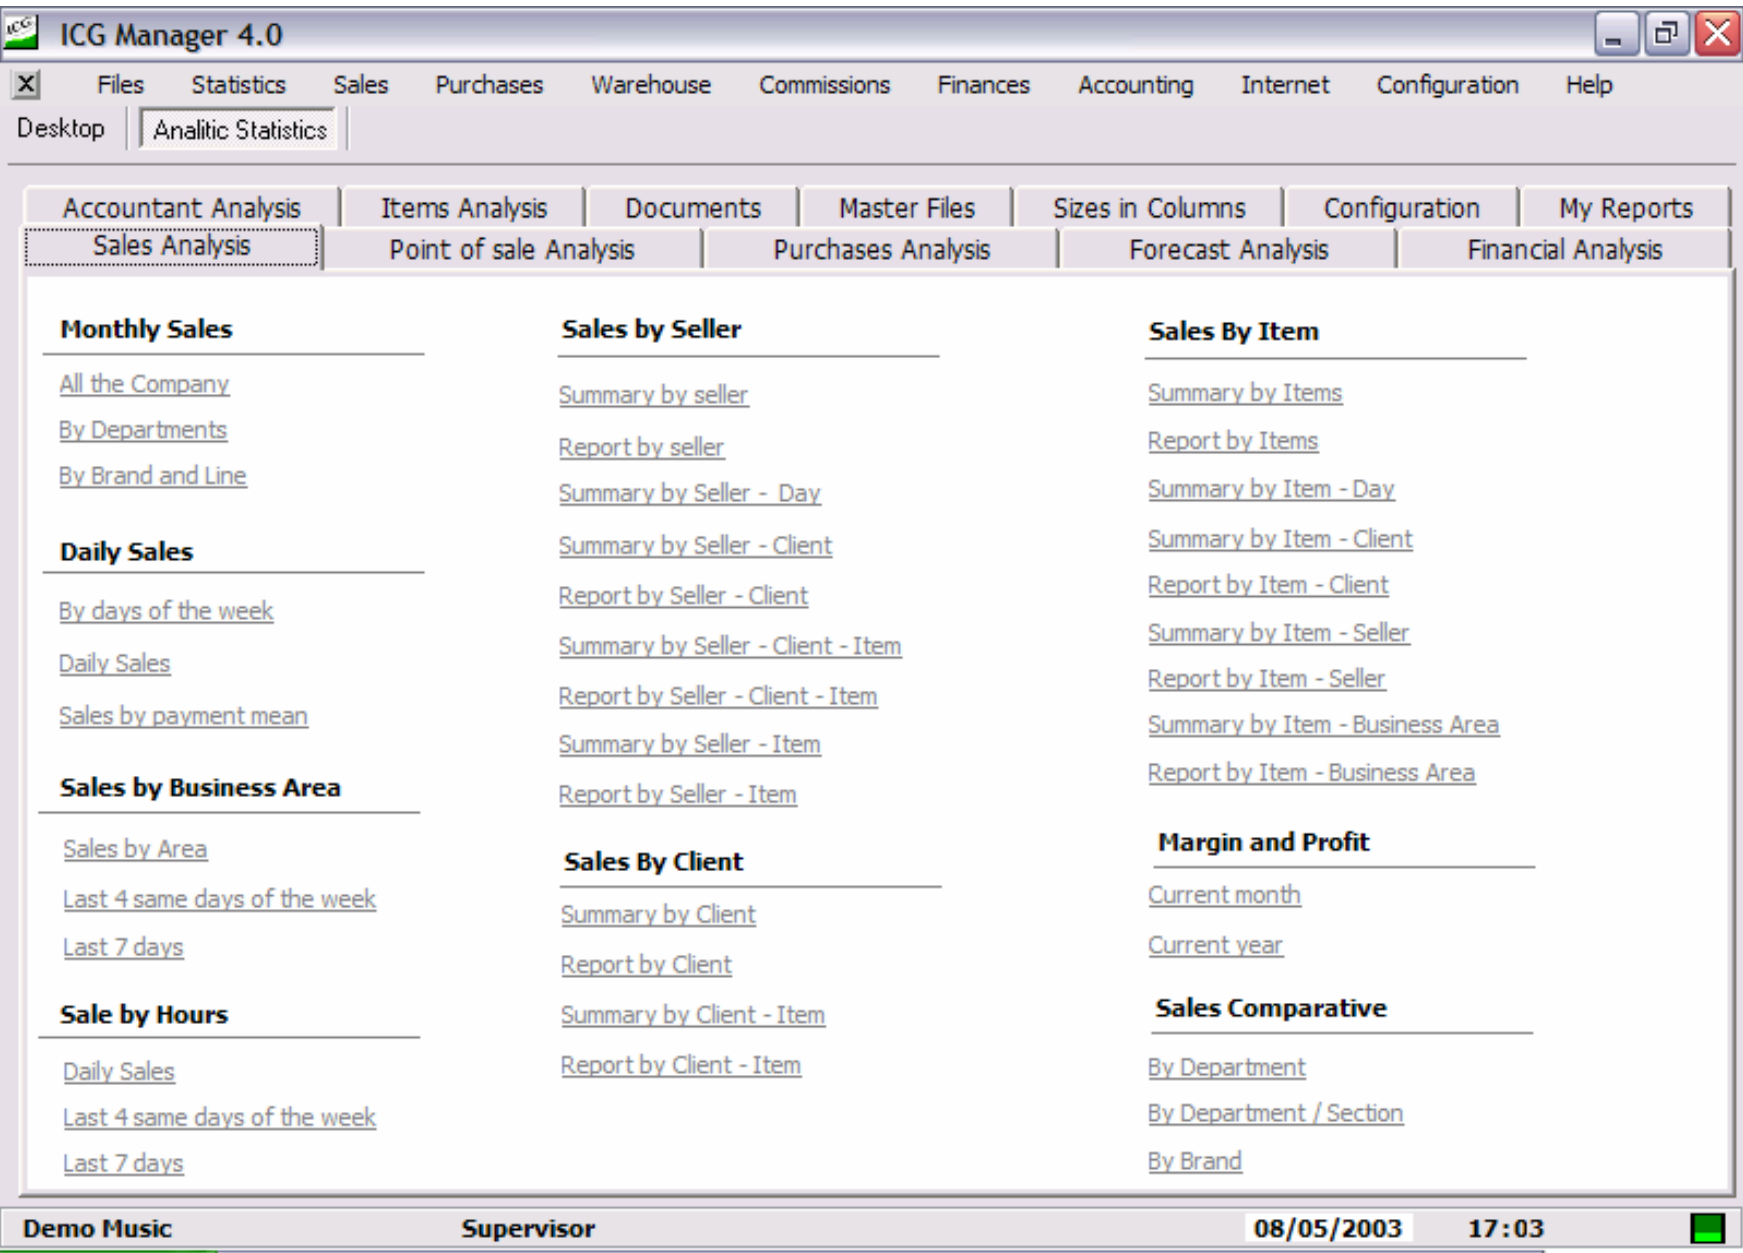 ICG ICG Manager 4.0
X Files Statistics Sales Purchases Warehouse Commissions Finances Accounting Internet Configuration Help
Desktop Analitic Statistics
Accountant Analysis Items Analysis Documents Master Files Sizes in Columns Configuration My Reports
Sales Analysis Point of sale Analysis Purchases Analysis Forecast Analysis Financial Analysis
Monthly Sales
All the Company
By Departments
By Brand and Line
Daily Sales
By days of the week
Daily Sales
Sales by payment mean
Sales by Business Area
Sales by Area
Last 4 same days of the week
Last 7 days
Sale by Hours
Daily Sales
Last 4 same days of the week
Last 7 days
Sales by Seller
Summary by seller
Report by seller
Summary by Seller - Day
Summary by Seller - Client
Report by Seller - Client
Summary by Seller - Client - Item
Report by Seller - Client - Item
Summary by Seller - Item
Report by Seller - Item
Sales By Client
Summary by Client
Report by Client
Summary by Client - Item
Report by Client - Item
Sales By Item
Summary by Items
Report by Items
Summary by Item - Day
Summary by Item - Client
Report by Item - Client
Summary by Item - Seller
Report by Item - Seller
Summary by Item - Business Area
Report by Item - Business Area
Margin and Profit
Current month
Current year
Sales Comparative
By Department
By Department / Section
By Brand
Demo Music Supervisor 08/05/2003 17:03